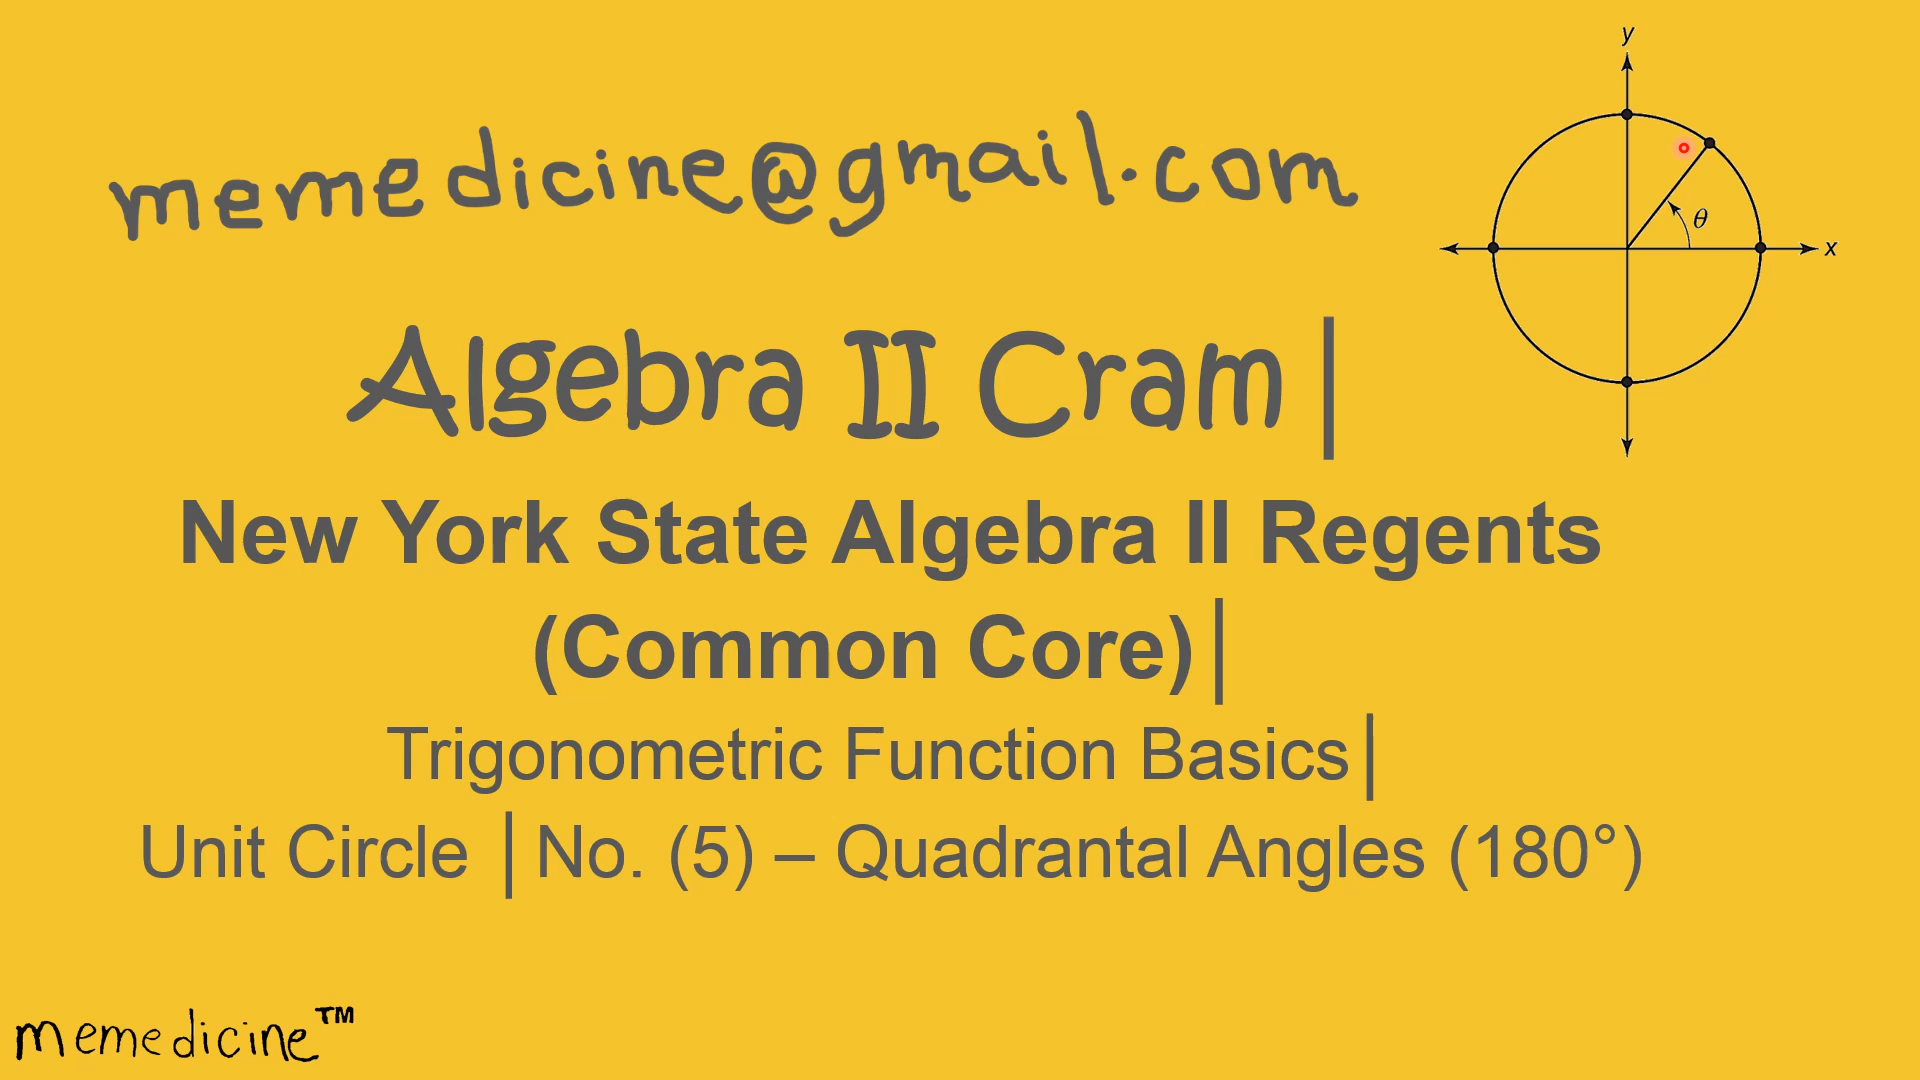 memedicine@gmail.com
y
θ
x
Algebra II Cram|
New York State Algebra II Regents
(Common Core)|
Trigonometric Function Basics|
Unit Circle |No. (5) – Quadrantal Angles (180°)
memedicine™